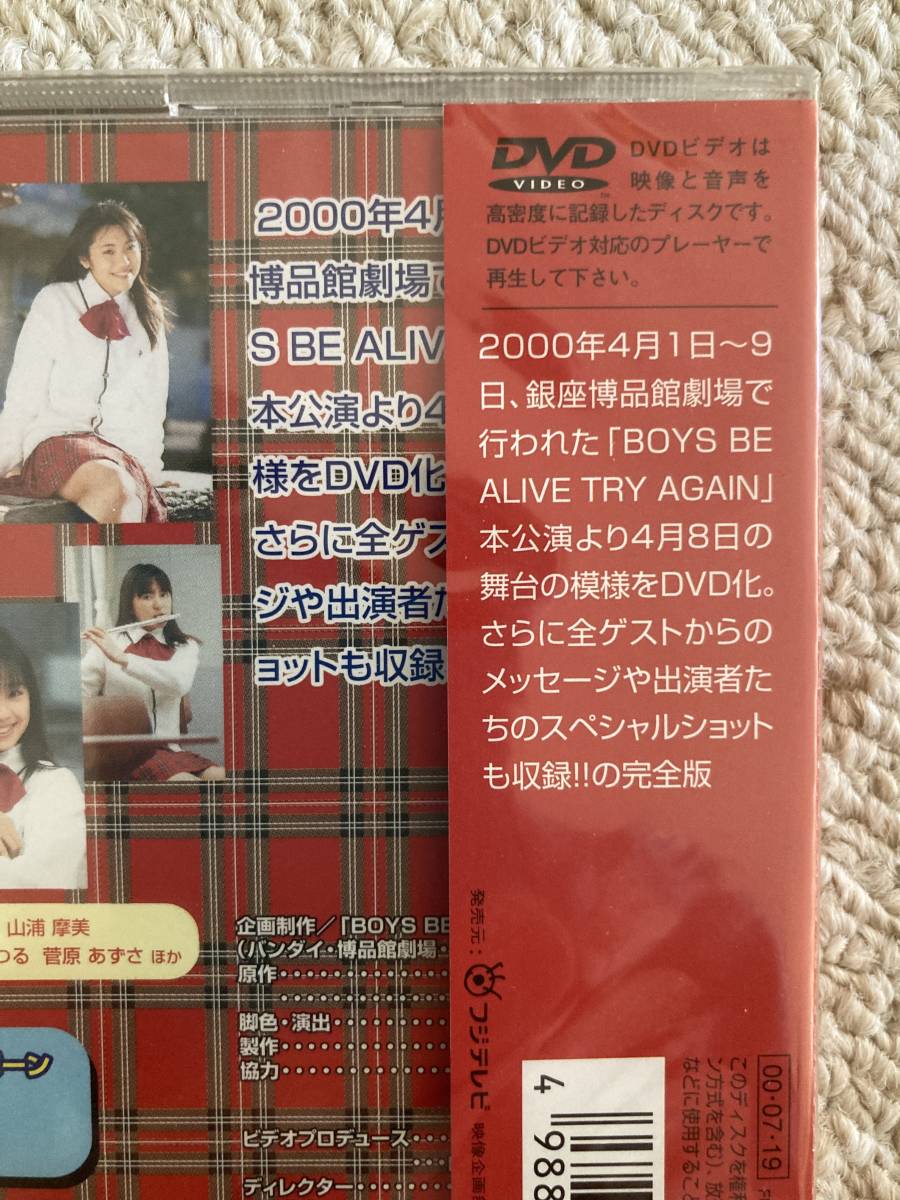 2000年4月
博品館劇場で
S BE ALIV
本公演より4
様をDVD化
さらに全ゲス
ジや出演者た
ョットも収録
山浦 摩美
つる 菅原 あずさ ほか
ーン
企画制作/「BOYS BE
(バンダイ・博品館劇場・
原作
脚色・演出
製作
協力
ビデオプロデュース
ディレクター
DVD
VIDEO
DVDビデオは
映像と音声を
高密度に記録したディスクです。
DVDビデオ対応のプレーヤーで
再生して下さい。
2000年4月1日〜9
日、銀座博品館劇場で
行われた「BOYS BE
ALIVE TRY AGAIN」
本公演より4月8日の
舞台の模様をDVD化。
さらに全ゲストからの
メッセージや出演者た
ちのスペシャルショット
も収録!!の完全版
発売元:フジテレビ 映像企画
4 988
00・07・19
このディスクを権
ン方式を含む)、放
などに使用すること